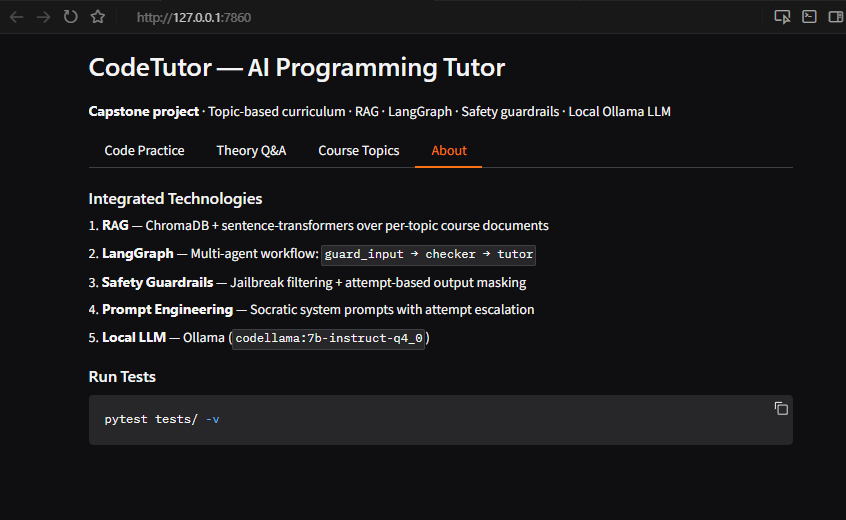 http://127.0.0.1:7860
CodeTutor — AI Programming Tutor
Capstone project · Topic-based curriculum · RAG · LangGraph · Safety guardrails · Local Ollama LLM
Code Practice Theory Q&A Course Topics About
Integrated Technologies
1. RAG — ChromaDB + sentence-transformers over per-topic course documents
2. LangGraph — Multi-agent workflow: guard_input → checker → tutor
3. Safety Guardrails — Jailbreak filtering + attempt-based output masking
4. Prompt Engineering — Socratic system prompts with attempt escalation
5. Local LLM — Ollama (codellama:7b-instruct-q4_0)
Run Tests
pytest tests/ -v